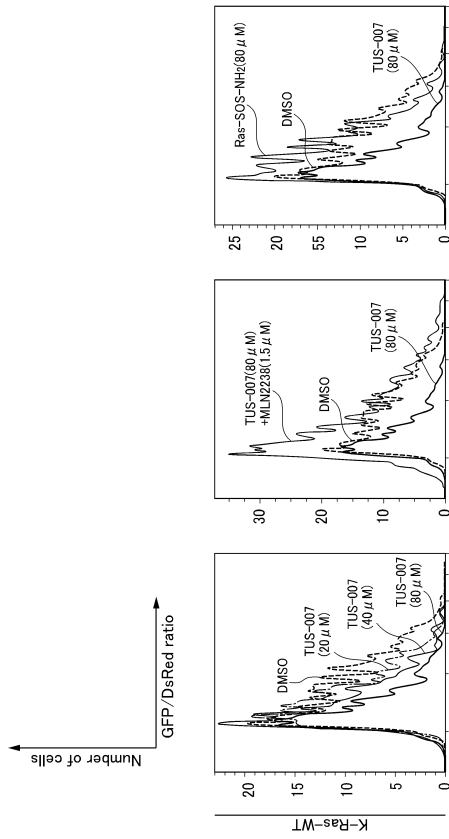 Number of cells
GFP/DsRed ratio
K-Ras-WT
20
15
10
5
0
DMSO
TUS-007
(20 μM)
TUS-007
(40 μM)
TUS-007
(80 μM)
30
20
10
0
TUS-007(80 μM)
+MLN2238(1.5 μM)
DMSO
TUS-007
(80 μM)
25
20
15
10
5
0
Ras-SOS-NH2(80 μM)
DMSO
TUS-007
(80 μM)